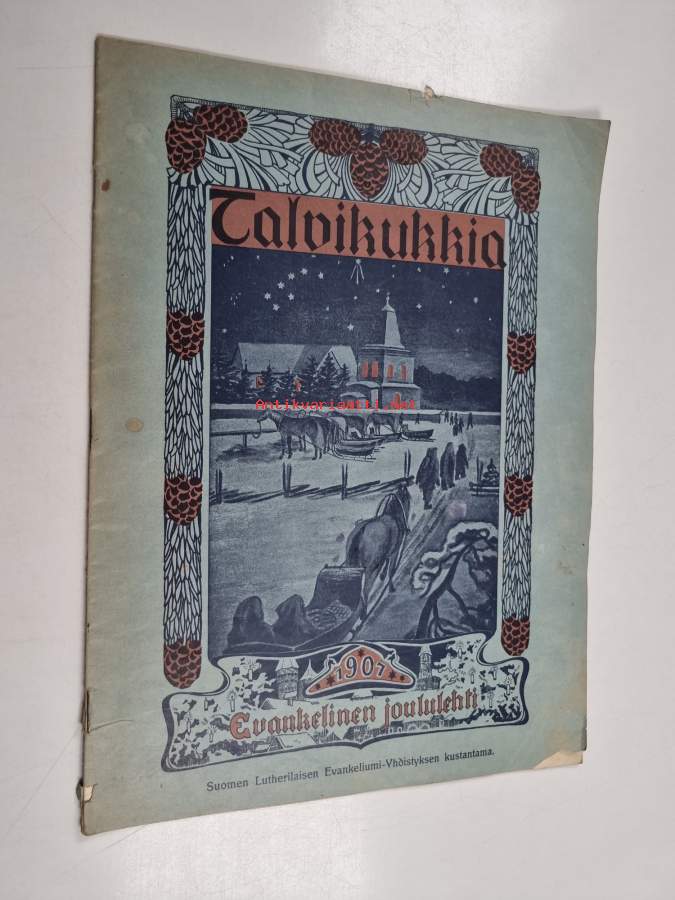 Talvikukkia
Antikvariaatti.net
1907
Evankelinen joululehti
Suomen Lutherilaisen Evankeliumi-Yhdistyksen kustantama.